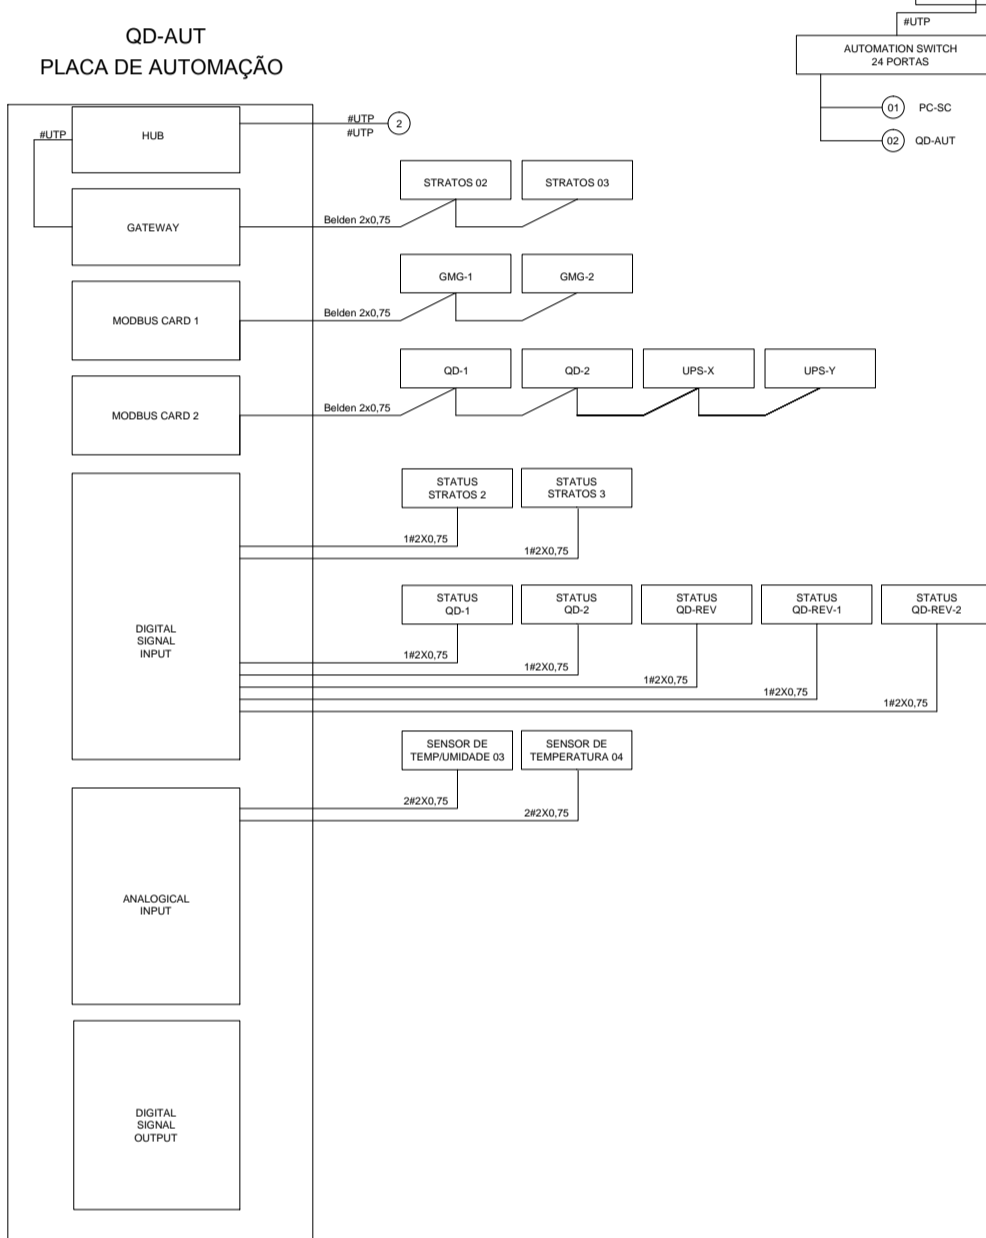 QD-AUT
PLACA DE AUTOMAÇÃO
#UTP
AUTOMATION SWITCH
24 PORTAS
01 PC-SC
02 QD-AUT
#UTP
HUB
#UTP
#UTP
2
GATEWAY
Belden 2x0,75
STRATOS 02
STRATOS 03
MODBUS CARD 1
Belden 2x0,75
GMG-1
GMG-2
MODBUS CARD 2
Belden 2x0,75
QD-1
QD-2
UPS-X
UPS-Y
DIGITAL
SIGNAL
INPUT
STATUS
STRATOS 2
STATUS
STRATOS 3
1#2X0,75
1#2X0,75
STATUS
QD-1
STATUS
QD-2
STATUS
QD-REV
STATUS
QD-REV-1
STATUS
QD-REV-2
1#2X0,75
1#2X0,75
1#2X0,75
1#2X0,75
1#2X0,75
ANALOGICAL
INPUT
SENSOR DE
TEMP/UMIDADE 03
SENSOR DE
TEMPERATURA 04
2#2X0,75
2#2X0,75
DIGITAL
SIGNAL
OUTPUT